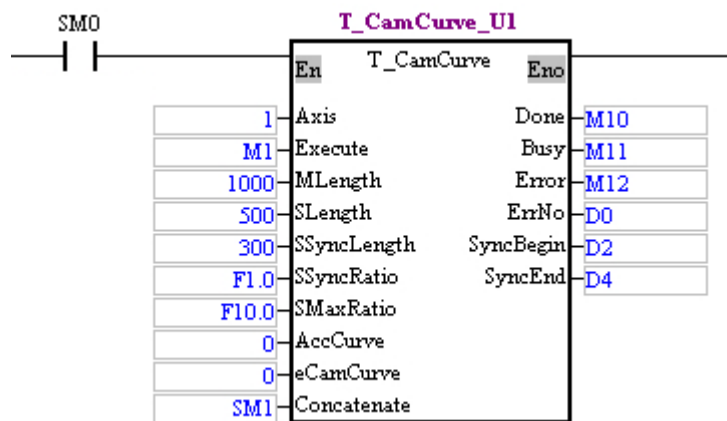 SM0
T_CamCurve_U1
En T_CamCurve Eno
1 Axis Done M10
M1 Execute Busy M11
1000 MLength Error M12
500 SLength ErrNo D0
300 SSyncLength SyncBegin D2
F1.0 SSyncRatio SyncEnd D4
F10.0 SMaxRatio
0 AccCurve
0 eCamCurve
SM1 Concatenate